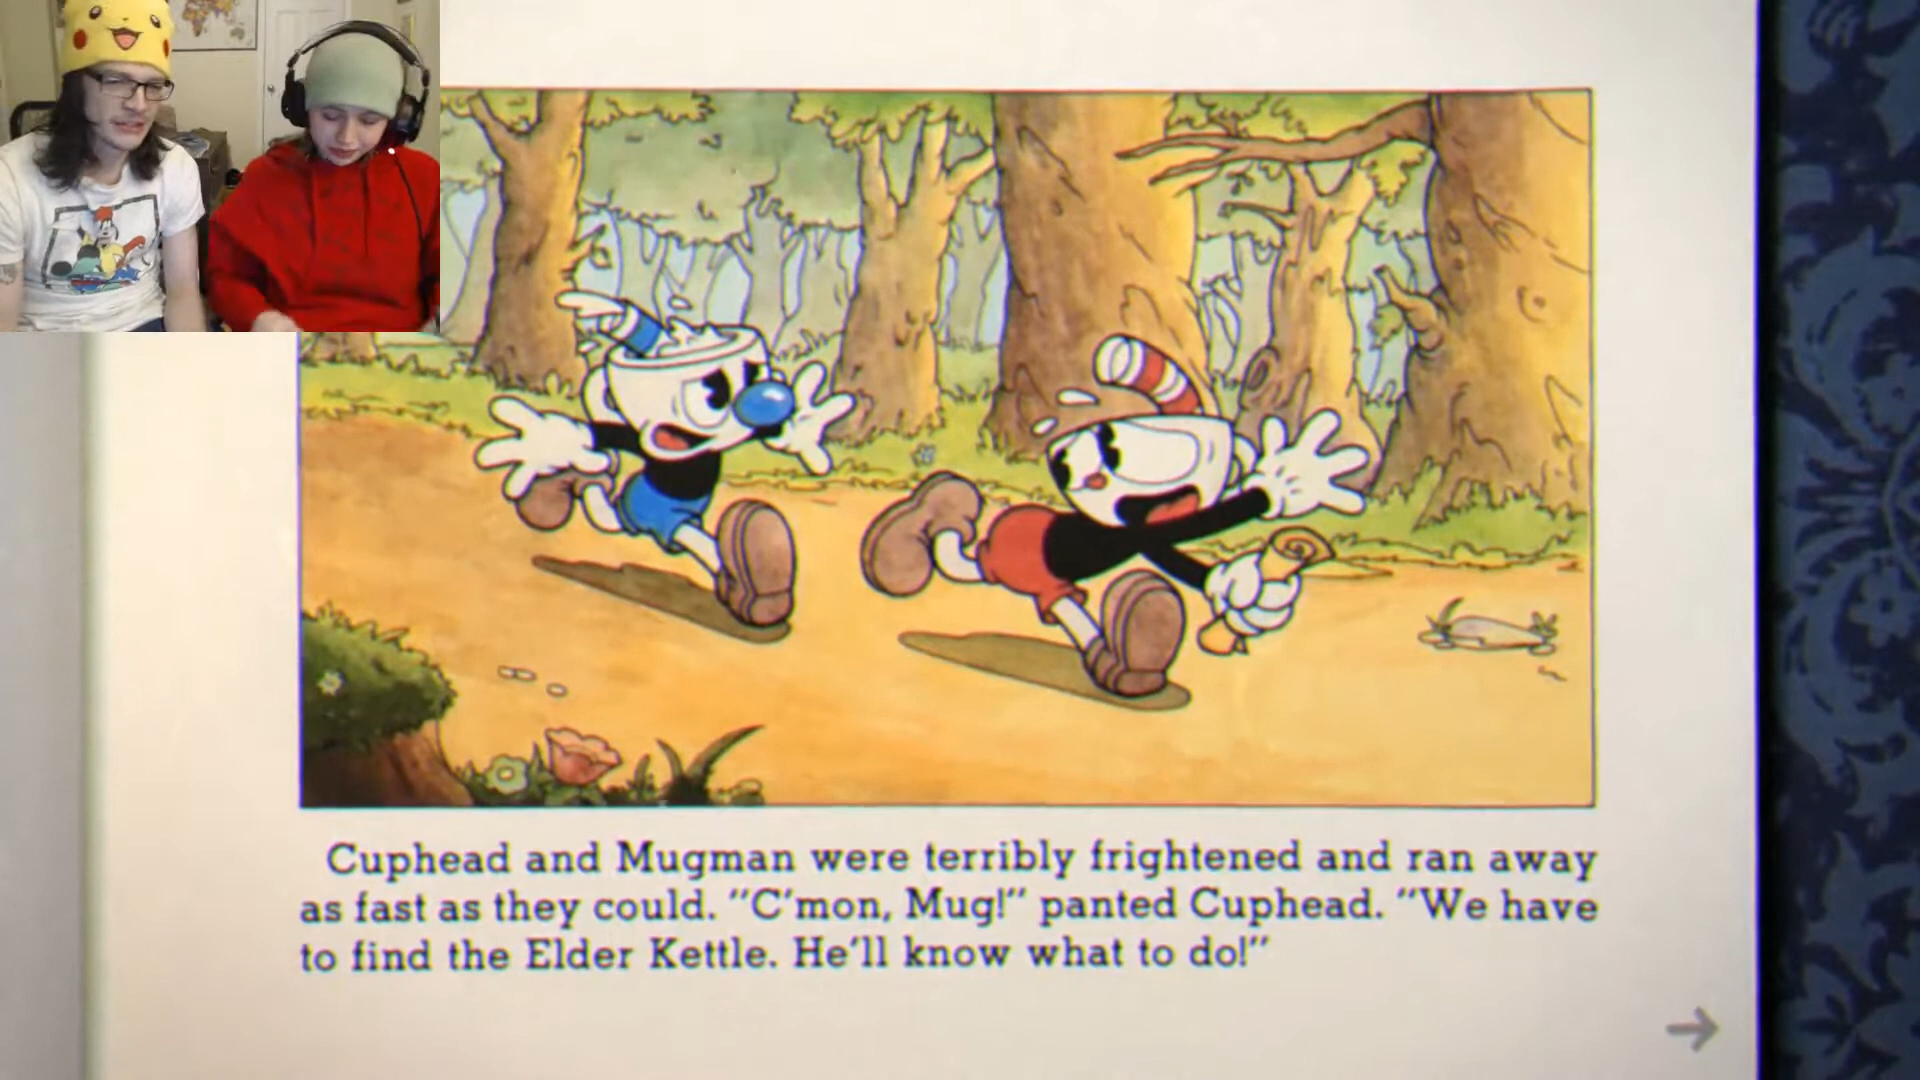 Cuphead and Mugman were terribly frightened and ran away
as fast as they could. "C'mon, Mug!" panted Cuphead. "We have
to find the Elder Kettle. He'll know what to do!"